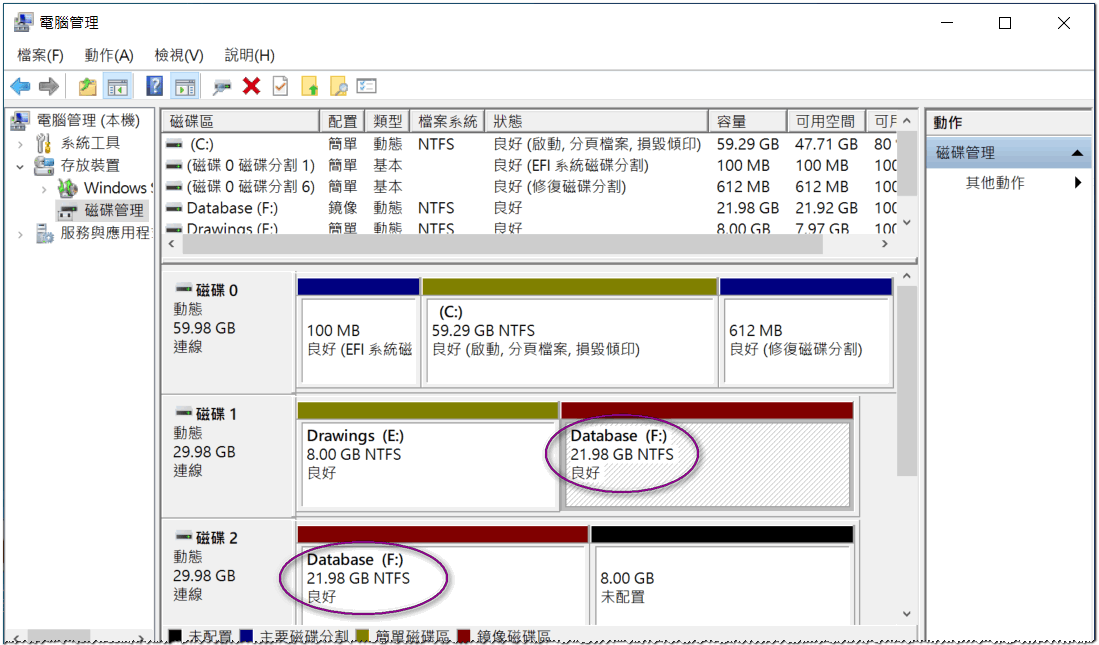 電腦管理
檔案(F) 動作(A) 檢視(V) 說明(H)
電腦管理 (本機)
系統工具
存放裝置
Windows S
磁碟管理
服務與應用程
磁碟區 配置 類型 檔案系統 狀態 容量 可用空間 可用
(C:) 簡單 動態 NTFS 良好 (啟動, 分頁檔案, 損毀傾印) 59.29 GB 47.71 GB 80
(磁碟 0 磁碟分割 1) 簡單 基本 良好 (EFI 系統磁碟分割) 100 MB 100 MB 100
(磁碟 0 磁碟分割 6) 簡單 基本 良好 (修復磁碟分割) 612 MB 612 MB 100
Database (F:) 鏡像 動態 NTFS 良好 21.98 GB 21.92 GB 100
Drawings (E:) 簡單 動態 NTFS 良好 8.00 GB 7.97 GB 100
動作
磁碟管理
其他動作
磁碟 0
動態
59.98 GB
連線
100 MB
良好 (EFI 系統磁
(C:)
59.29 GB NTFS
良好 (啟動, 分頁檔案, 損毀傾印)
612 MB
良好 (修復磁碟分割)
磁碟 1
動態
29.98 GB
連線
Drawings (E:)
8.00 GB NTFS
良好
Database (F:)
21.98 GB NTFS
良好
磁碟 2
動態
29.98 GB
連線
Database (F:)
21.98 GB NTFS
良好
8.00 GB
未配置
未配置 主要磁碟分割 簡單磁碟區 鏡像磁碟區